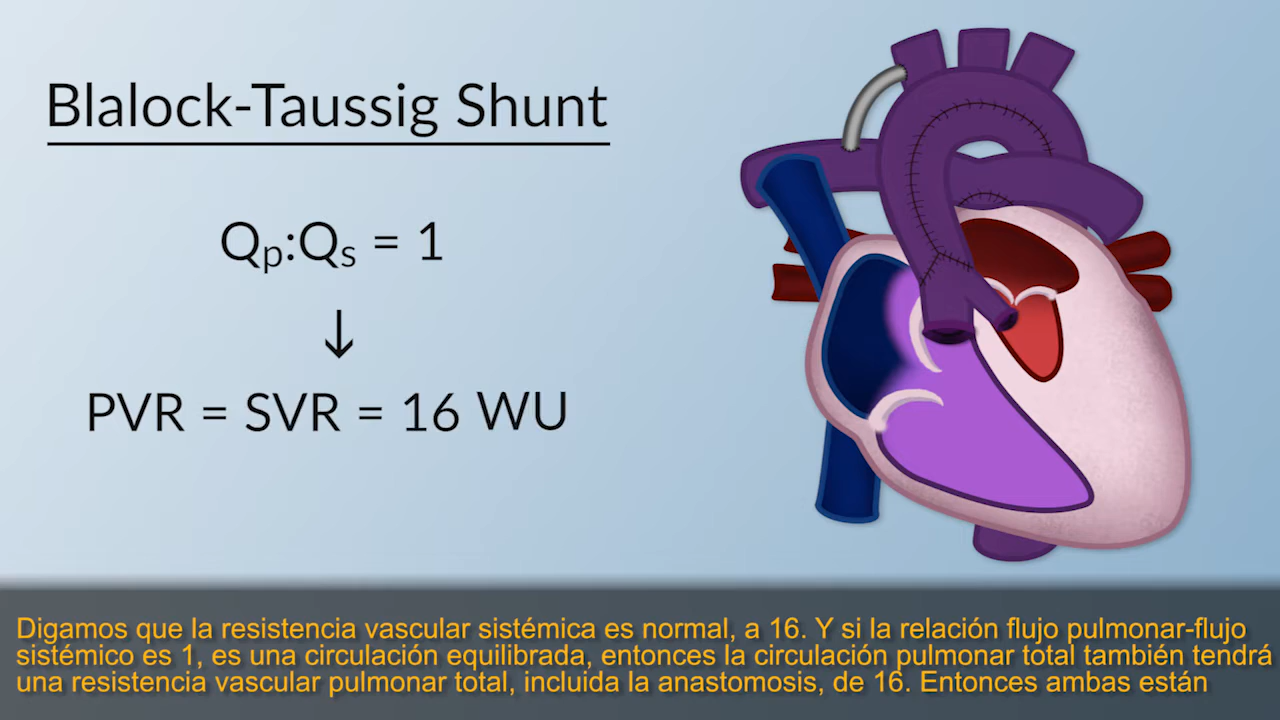 Blalock-Taussig Shunt
Qp:Qs = 1
↓
PVR = SVR = 16 WU
Digamos que la resistencia vascular sistémica es normal, a 16. Y si la relación flujo pulmonar-flujo
sistémico es 1, es una circulación equilibrada, entonces la circulación pulmonar total también tendrá
una resistencia vascular pulmonar total, incluida la anastomosis, de 16. Entonces ambas están